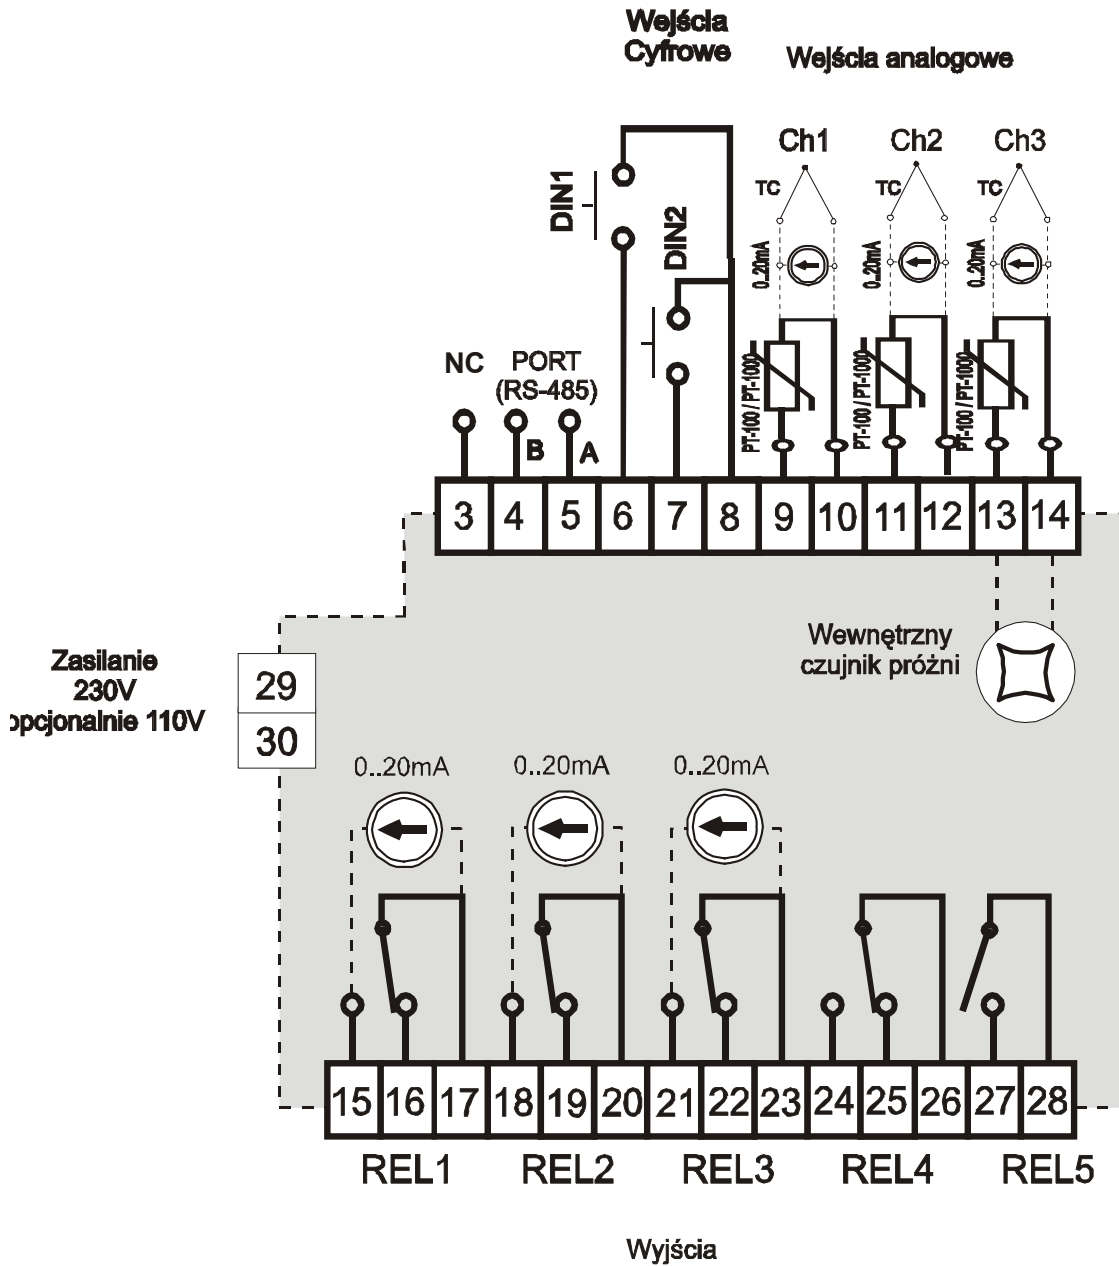 Wejścia
Cyfrowe
Wejścia analogowe
Ch1
Ch2
Ch3
TC
TC
TC
DIN1
DIN2
0..20mA
0..20mA
0..20mA
NC
PORT
(RS-485)
B
A
PT-100 / PT-1000
PT-100 / PT-1000
PT-100 / PT-1000
3 4 5 6 7 8 9 10 11 12 13 14
Wewnętrzny
czujnik próżni
Zasilanie
230V
opcjonalnie 110V
29
30
0..20mA
0..20mA
0..20mA
15 16 17 18 19 20 21 22 23 24 25 26 27 28
REL1
REL2
REL3
REL4
REL5
Wyjścia